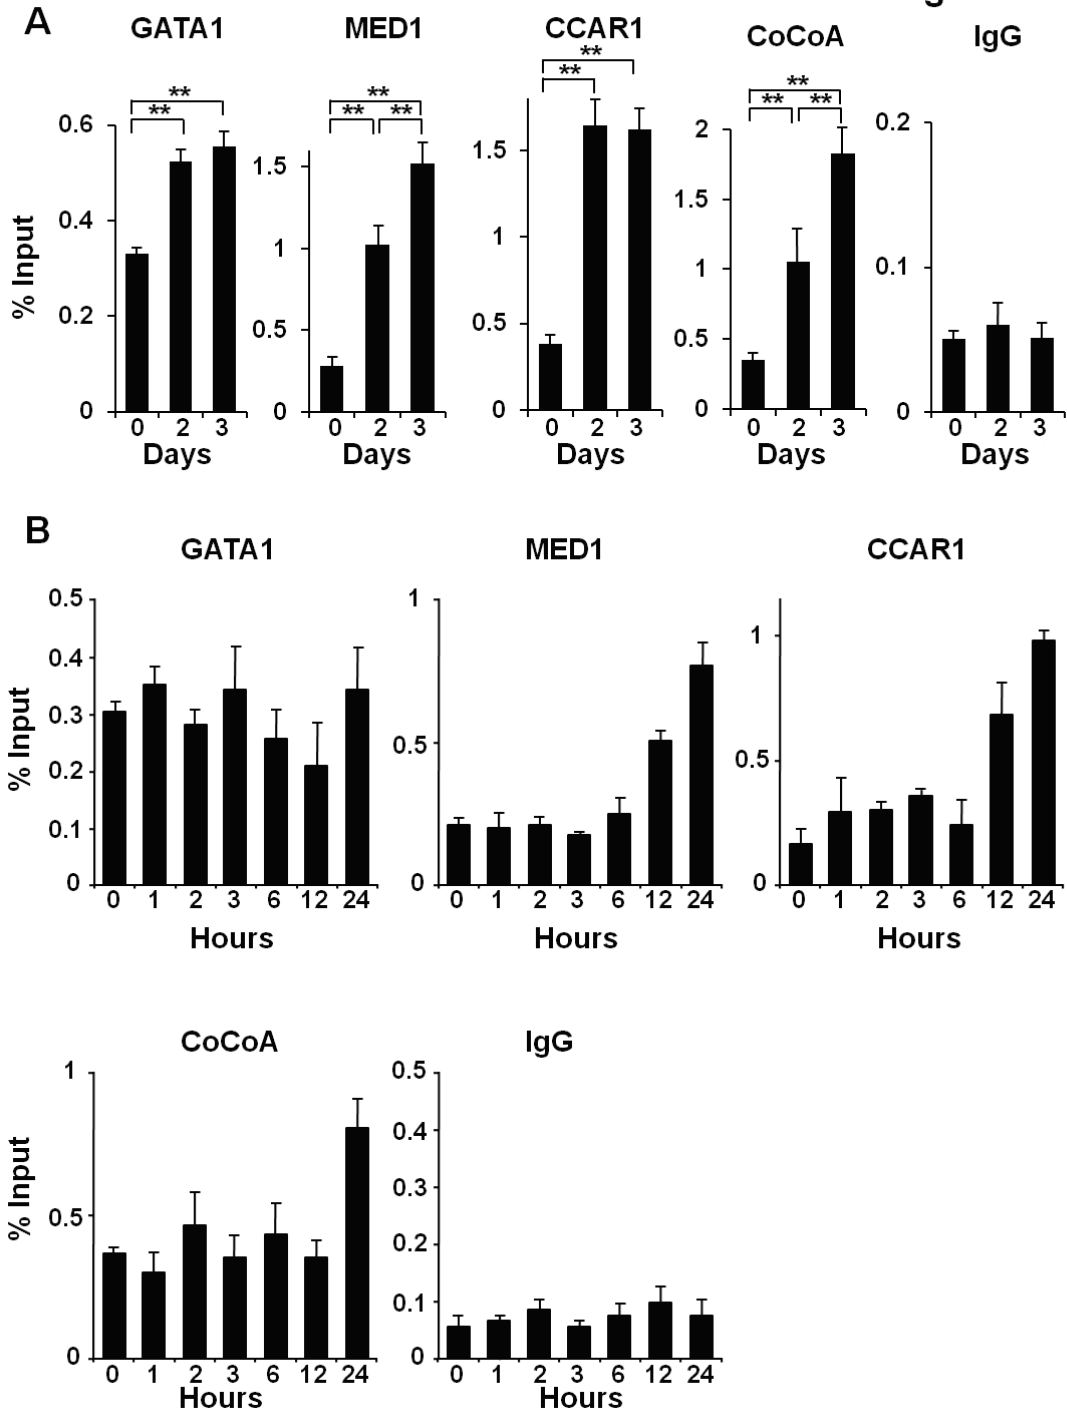 g
A
GATA1 MED1 CCAR1 CoCoA IgG
** ** ** ** **
** ** ** ** ** **
% Input
0.6 0.4 0.2 0
1.5 1 0.5 0
1.5 1 0.5 0
2 1.5 1 0.5 0
0.2 0.1 0
0 2 3 0 2 3 0 2 3 0 2 3 0 2 3
Days Days Days Days Days
B
GATA1 MED1 CCAR1
% Input
0.5 0.4 0.3 0.2 0.1 0
1 0.5 0
1 0.5 0
0 1 2 3 6 12 24 0 1 2 3 6 12 24 0 1 2 3 6 12 24
Hours Hours Hours
CoCoA IgG
% Input
1 0.5 0
0.5 0.4 0.3 0.2 0.1 0
0 1 2 3 6 12 24 0 1 2 3 6 12 24
Hours Hours